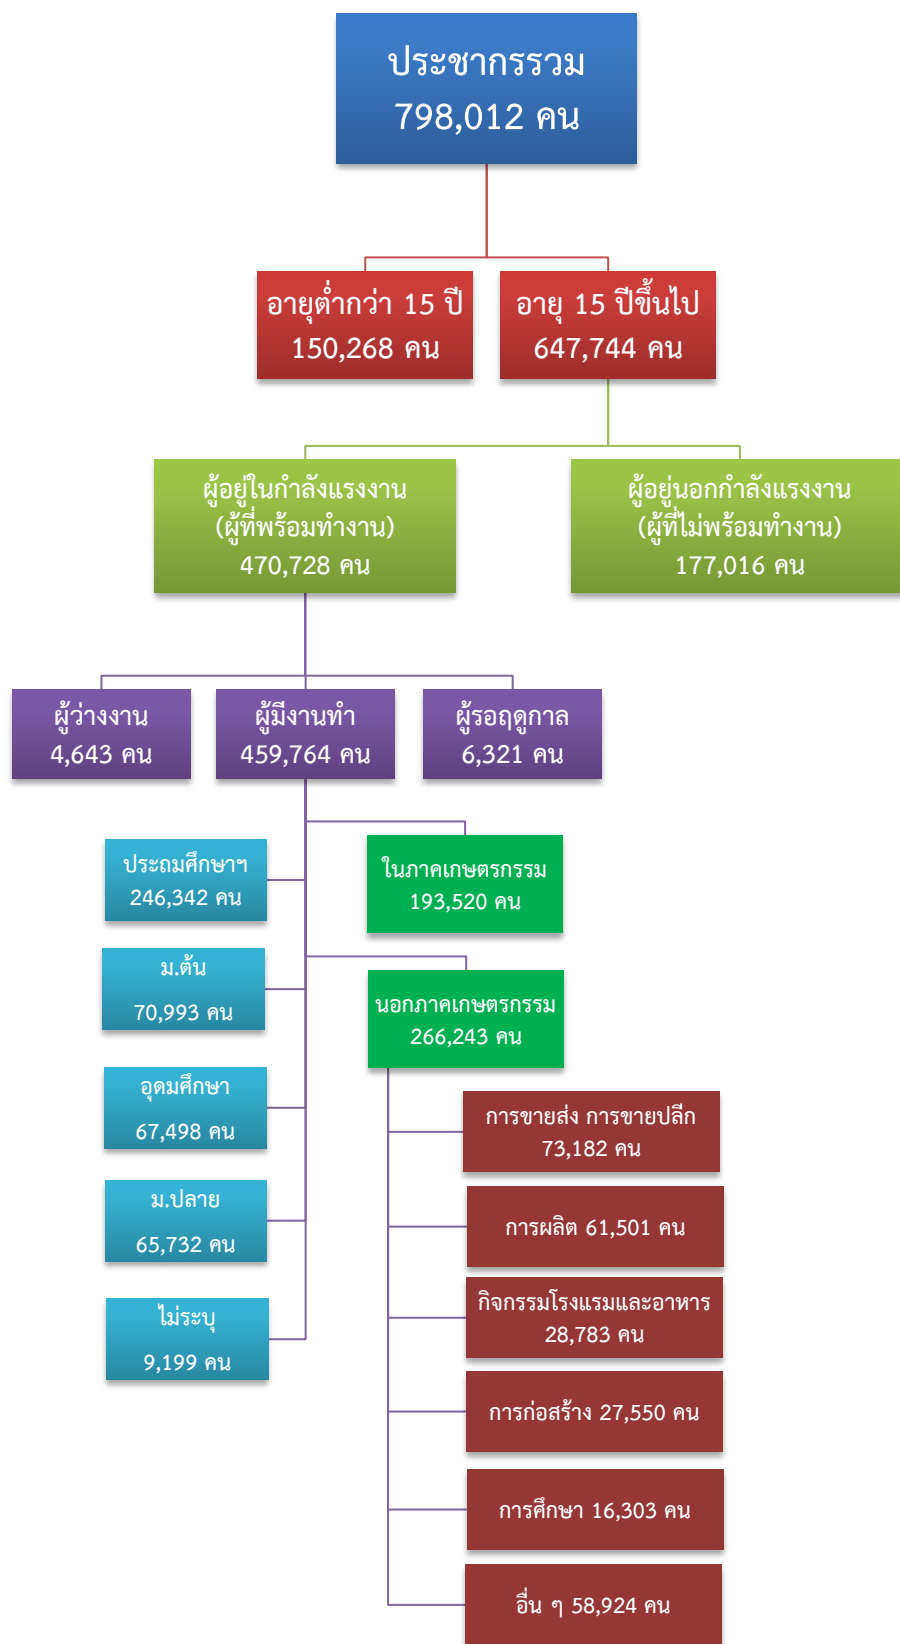 ประชากรรวม
798,012 คน
อายุต่ำกว่า 15 ปี
150,268 คน
อายุ 15 ปีขึ้นไป
647,744 คน
ผู้อยู่ในกำลังแรงงาน
(ผู้ที่พร้อมทำงาน)
470,728 คน
ผู้อยู่นอกกำลังแรงงาน
(ผู้ที่ไม่พร้อมทำงาน)
177,016 คน
ผู้ว่างงาน
4,643 คน
ผู้มีงานทำ
459,764 คน
ผู้รอฤดูกาล
6,321 คน
ประถมศึกษาฯ
246,342 คน
ม.ต้น
70,993 คน
อุดมศึกษา
67,498 คน
ม.ปลาย
65,732 คน
ไม่ระบุ
9,199 คน
ในภาคเกษตรกรรม
193,520 คน
นอกภาคเกษตรกรรม
266,243 คน
การขายส่ง การขายปลีก
73,182 คน
การผลิต 61,501 คน
กิจกรรมโรงแรมและอาหาร
28,783 คน
การก่อสร้าง 27,550 คน
การศึกษา 16,303 คน
อื่น ๆ 58,924 คน